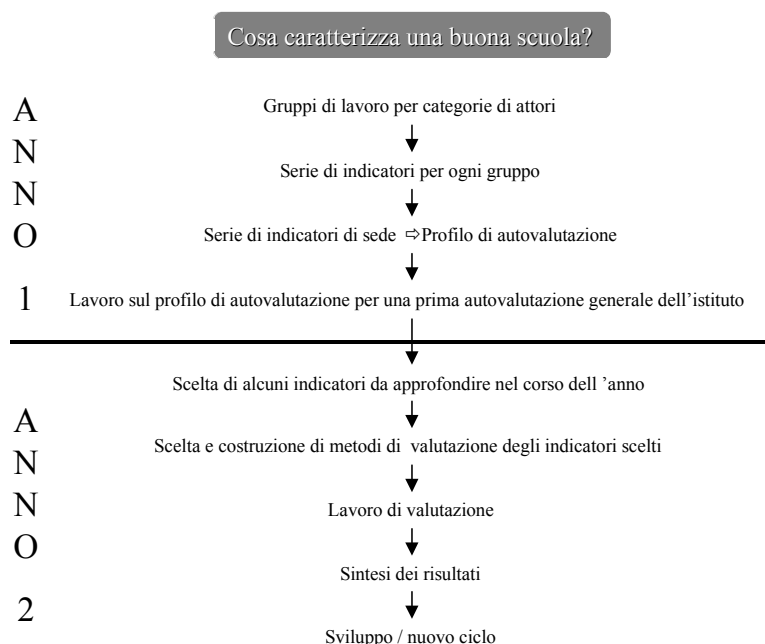 Cosa caratterizza una buona scuola?
ANNO 1
Gruppi di lavoro per categorie di attori
Serie di indicatori per ogni gruppo
Serie di indicatori di sede ⇨Profilo di autovalutazione
Lavoro sul profilo di autovalutazione per una prima autovalutazione generale dell’istituto
ANNO 2
Scelta di alcuni indicatori da approfondire nel corso dell ’anno
Scelta e costruzione di metodi di valutazione degli indicatori scelti
Lavoro di valutazione
Sintesi dei risultati
Sviluppo / nuovo ciclo